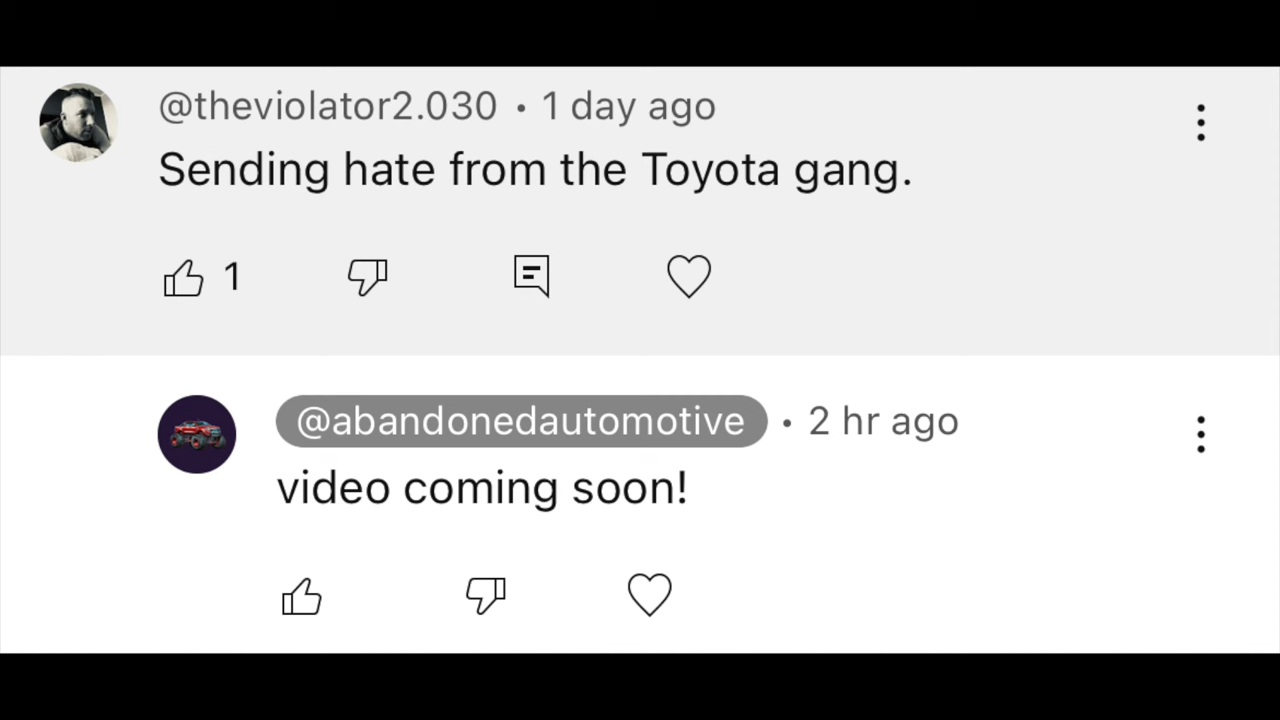 @theviolator2.030 • 1 day ago
Sending hate from the Toyota gang.
1
@abandonedautomotive • 2 hr ago
video coming soon!